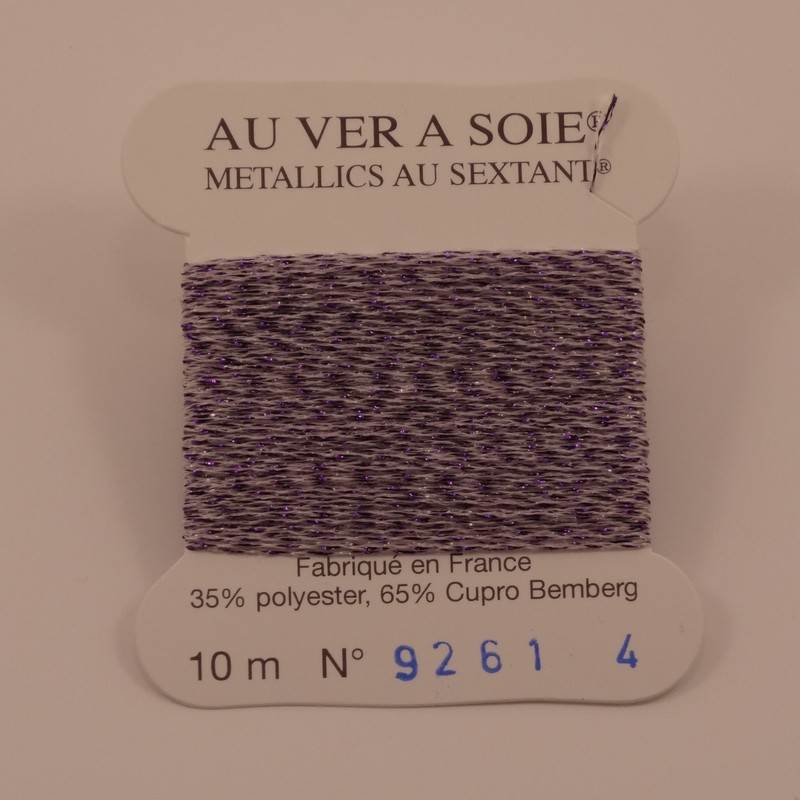 AU VER A SOIE®
METALLICS AU SEXTANT®
Fabriqué en France
35% polyester, 65% Cupro Bemberg
10 m N° 9261 4